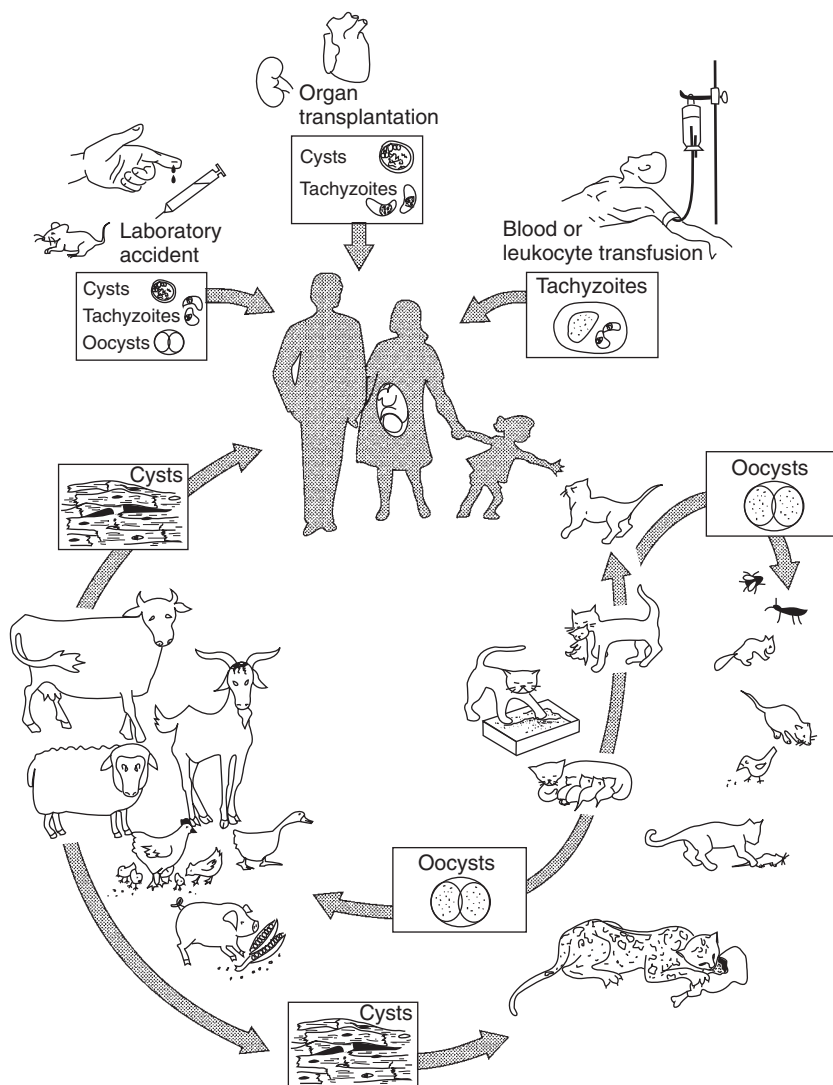 Organ
transplantation
Cysts
Tachyzoites
Laboratory
accident
Cysts
Tachyzoites
Oocysts
Blood or
leukocyte transfusion
Tachyzoites
Cysts
Oocysts
Oocysts
Cysts